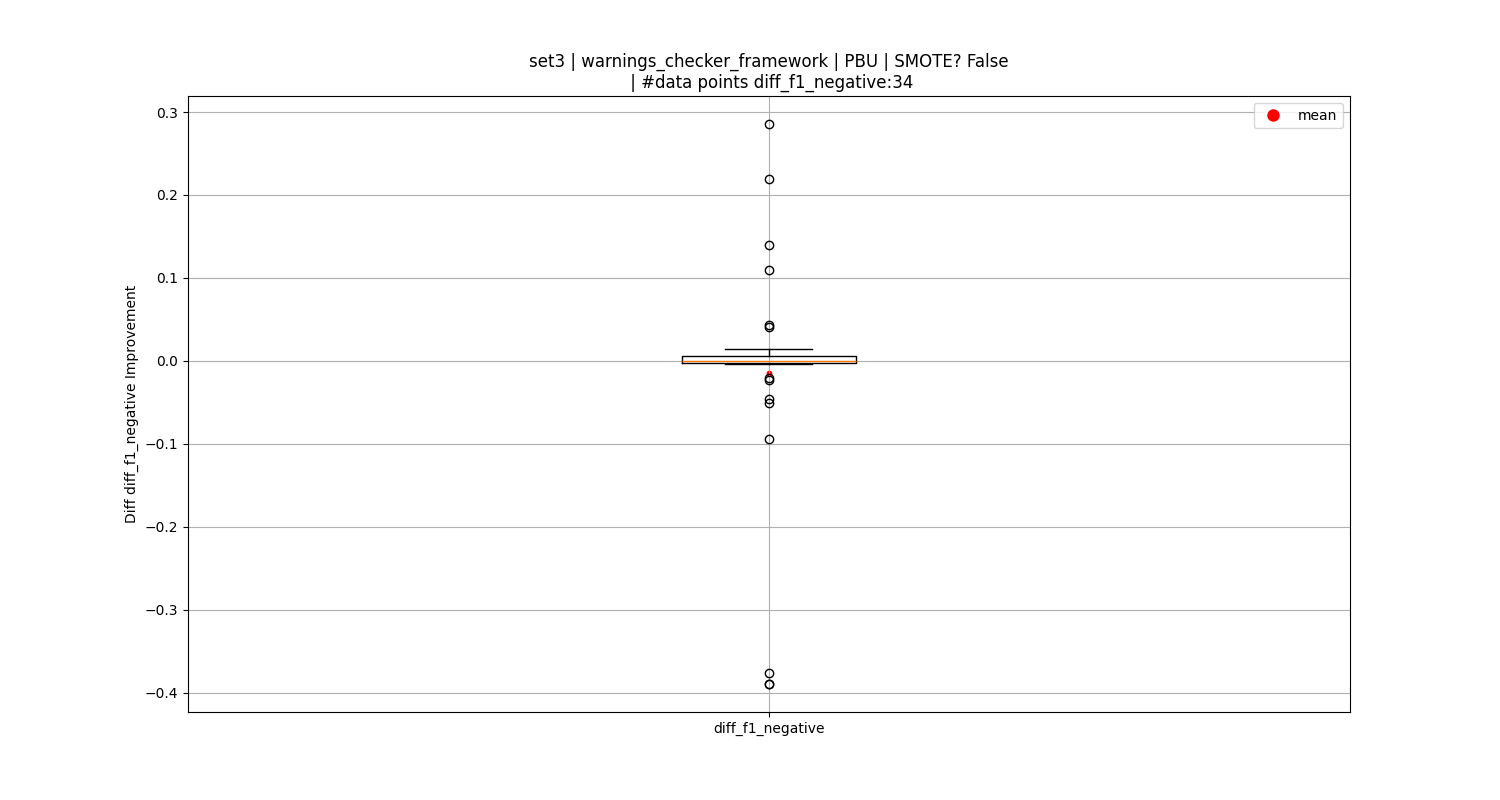 set3 | warnings_checker_framework | PBU | SMOTE? False
| #data points diff_f1_negative:34
mean
0.3
0.2
0.1
0.0
−0.1
−0.2
−0.3
−0.4
Diff diff_f1_negative Improvement
diff_f1_negative